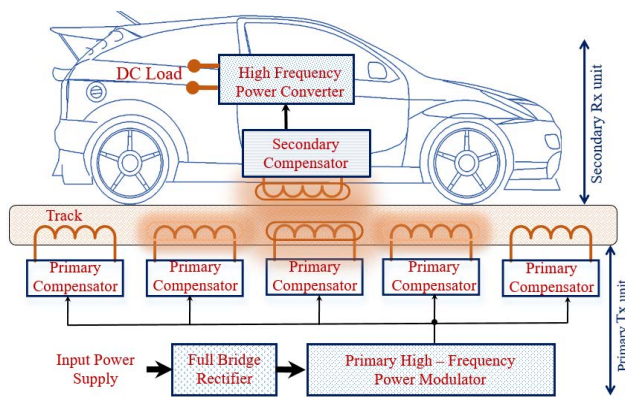 DC Load
High Frequency
Power Converter
Secondary
Compensator
Secondary Rx unit
Track
Primary
Compensator
Primary
Compensator
Primary
Compensator
Primary
Compensator
Primary
Compensator
Primary Tx unit
Input Power
Supply
Full Bridge
Rectifier
Primary High – Frequency
Power Modulator